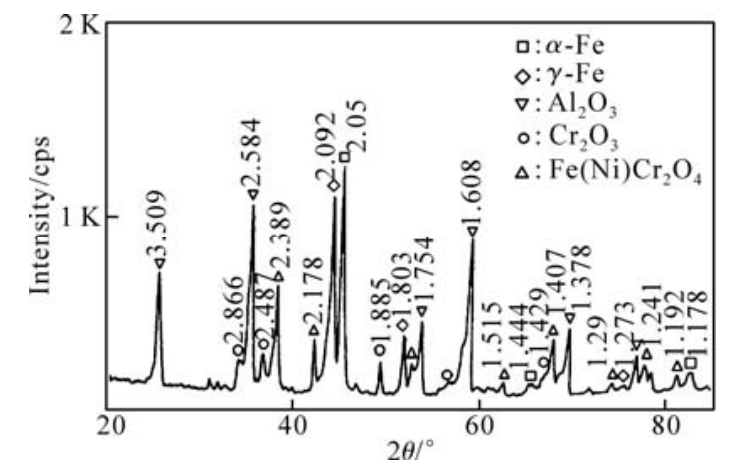 2 K
1 K
1K
Intensity/cps
20
40
60
80
2θ/°
□:α-Fe
◇:γ-Fe
▽:Al₂O₃
○:Cr₂O₃
△:Fe(Ni)Cr₂O₄
3.509
2.866
2.584
2.487
2.389
2.178
2.092
2.05
1.885
1.803
1.754
1.608
1.515
1.444
1.429
1.407
1.378
1.29
1.273
1.241
1.192
1.178